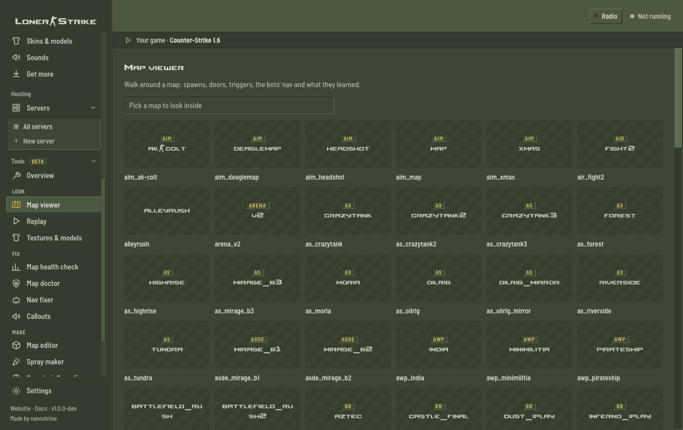 LONERSTRIKE
Radio
Not running
Skins & models
Sounds
Get more
Hosting
Servers
All servers
New server
Tools BETA
Overview
LOOK
Map viewer
Replay
Textures & models
FIX
Map health check
Map doctor
Nav fixer
Callouts
MAKE
Map editor
Spray maker
Settings
Website · Docs · v1.0.0-dev
Made by nanoshrine
Your game · Counter-Strike 1.6
MAP VIEWER
Walk around a map: spawns, doors, triggers, the bots' nav and what they learned.
Pick a map to look inside
AIM AIM AIM AIM AIM AIR
AK COLT DEAGLEMAP HEADSHOT MAP XMAS FIGHT2
aim_ak-colt aim_deaglemap aim_headshot aim_map aim_xmas air_fight2
ARENA AS AS AS AS
ALLEYRUSH V2 CRAZYTANK CRAZYTANK2 CRAZYTANK3 FOREST
alleyrush arena_v2 as_crazytank as_crazytank2 as_crazytank3 as_forest
AS AS AS AS AS AS
HIGHRISE MIRAGE_B3 MORIA OILRIG OILRIG_MIRROR RIVERSIDE
as_highrise as_mirage_b3 as_moria as_oilrig as_oilrig_mirror as_riverside
AS ASDE ASDE AWP AWP AWP
TUNDRA MIRAGE_B1 MIRAGE_B2 INDIA MINIMILITIA PIRATESHIP
as_tundra asde_mirage_b1 asde_mirage_b2 awp_india awp_minimilitia awp_pirateship
BB BB BB
BATTLEFIELD_RU BATTLEFIELD_RU AZTEC CASTLE_FINAL DUST_IPLAY INFERNO_IPLAY
SH SH2